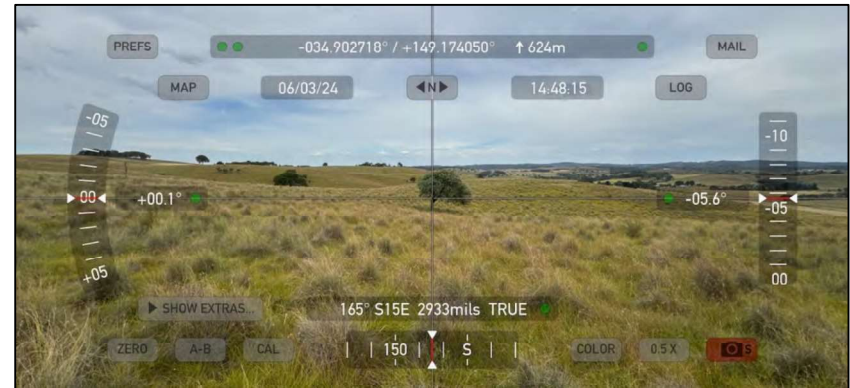 PREFS -034.902718° / +149.174050° ↑ 624m MAIL
MAP 06/03/24 ◀N▶ 14:48:15 LOG
-05
-10
00 +00.1° -05.6° -05
+05
00
▶ SHOW EXTRAS... 165° S15E 2933mils TRUE
ZERO A-B CAL 150 S COLOR 0.5 X S